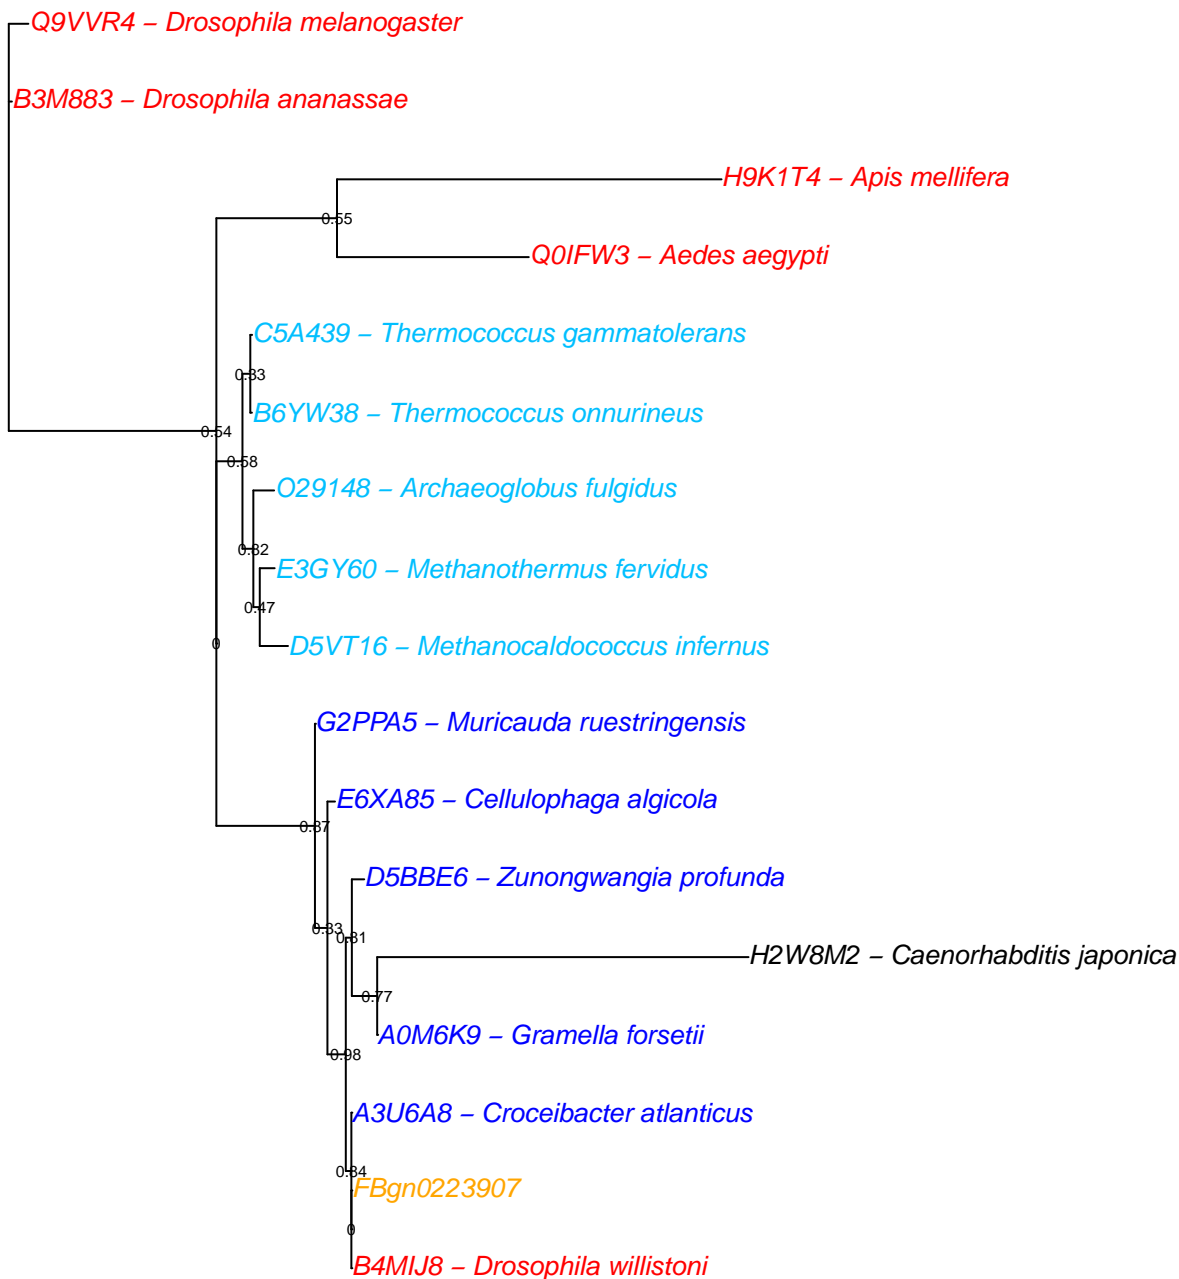 Q9VVR4 – Drosophila melanogaster
B3M883 – Drosophila ananassae
H9K1T4 – Apis mellifera
0.55
Q0IFW3 – Aedes aegypti
C5A439 – Thermococcus gammatolerans
0.33
B6YW38 – Thermococcus onnurineus
0.54
0.58
O29148 – Archaeoglobus fulgidus
0.32
E3GY60 – Methanothermus fervidus
0.47
0
D5VT16 – Methanocaldococcus infernus
G2PPA5 – Muricauda ruestringensis
E6XA85 – Cellulophaga algicola
0.87
D5BBE6 – Zunongwangia profunda
0.33
0.31
H2W8M2 – Caenorhabditis japonica
0.77
A0M6K9 – Gramella forsetii
0.98
A3U6A8 – Croceibacter atlanticus
0.84
FBgn0223907
0
B4MIJ8 – Drosophila willistoni